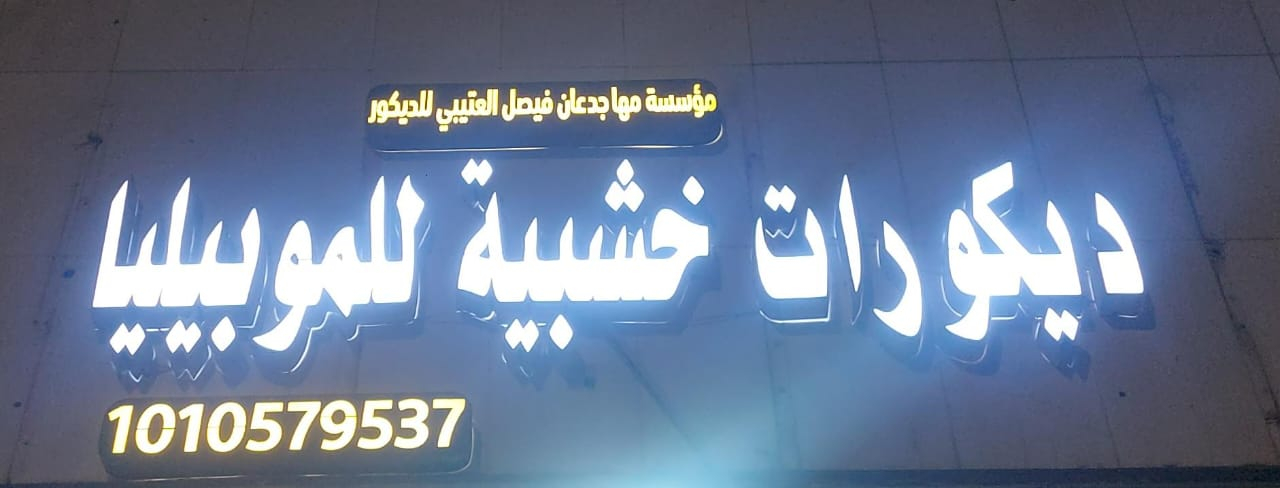 مؤسسة مها جدعان فيصل العتيبي للديكور
ديكورات خشبية للموبيليا
1010579537